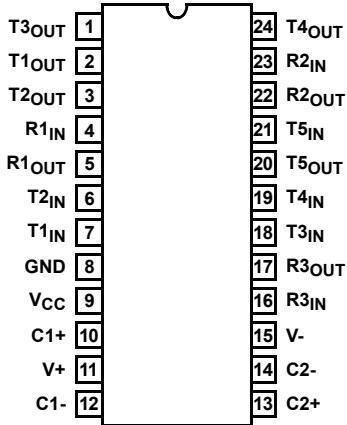 T3OUT 1 24 T4OUT
T1OUT 2 23 R2IN
T2OUT 3 22 R2OUT
R1IN 4 21 T5IN
R1OUT 5 20 T5OUT
T2IN 6 19 T4IN
T1IN 7 18 T3IN
GND 8 17 R3OUT
VCC 9 16 R3IN
C1+ 10 15 V-
V+ 11 14 C2-
C1- 12 13 C2+